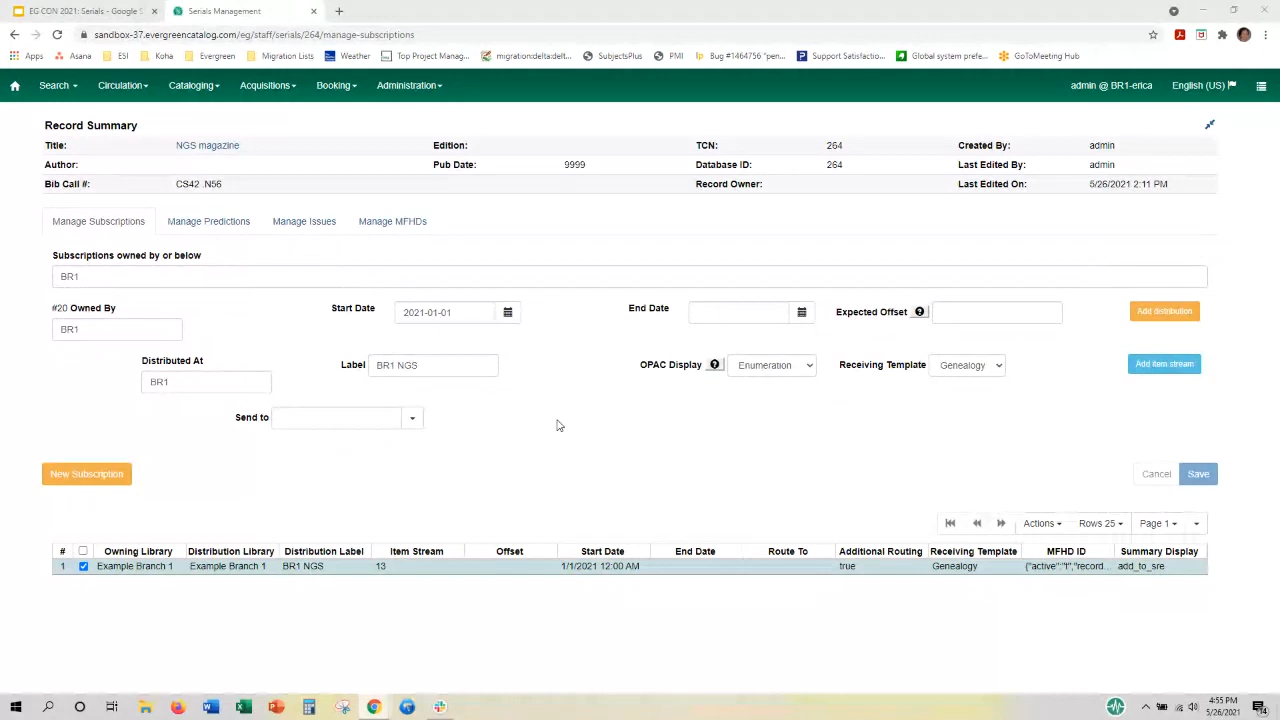 EG CON 2021: Serials - Google S
Serials Management
sandbox-37.evergreencatalog.com/eg/staff/serials/264/manage-subscriptions
Apps Asana ESI Koha Evergreen Migration Lists Weather Top Project Manag... migration:delt:delt... SubjectsPlus PMI Bug #1464756 "pen... Support Satisfactio... Global system prefe... GoToMeeting Hub
Search Circulation Cataloging Acquisitions Booking Administration admin @ BR1-erica English (US)
Record Summary
Title: NGS magazine Edition: TCN: 264 Created By: admin
Author: Pub Date: 9999 Database ID: 264 Last Edited By: admin
Bib Call #: CS42 .N56 Record Owner: Last Edited On: 5/26/2021 2:11 PM
Manage Subscriptions Manage Predictions Manage Issues Manage MFHDs
Subscriptions owned by or below
BR1
#20 Owned By Start Date 2021-01-01 End Date Expected Offset ? Add distribution
BR1
Distributed At Label BR1 NGS OPAC Display ? Enumeration Receiving Template Genealogy Add item stream
BR1
Send to
New Subscription Cancel Save
Actions Rows 25 Page 1
# Owning Library Distribution Library Distribution Label Item Stream Offset Start Date End Date Route To Additional Routing Receiving Template MFHD ID Summary Display
1 Example Branch 1 Example Branch 1 BR1 NGS 13 1/1/2021 12:00 AM true Genealogy {"active":"t","record... add_to_sre
4:55 PM
5/26/2021